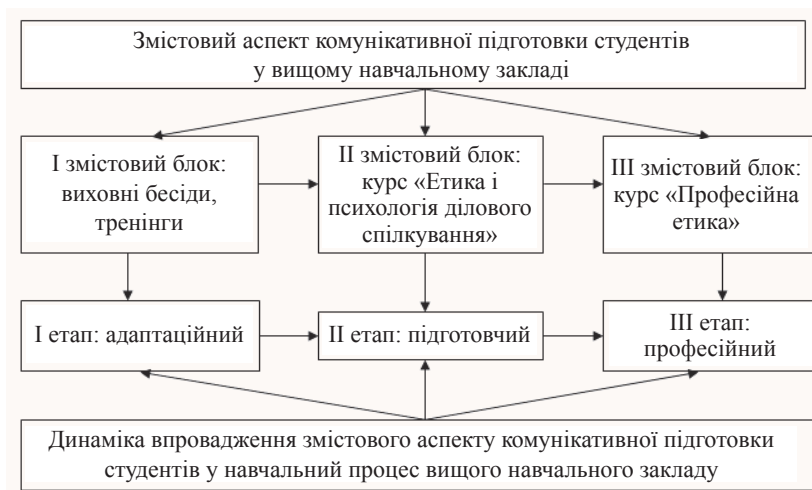 Змістовий аспект комунікативної підготовки студентів
у вищому навчальному закладі
І змістовий блок:
виховні бесіди,
тренінги
ІІ змістовий блок:
курс «Етика і
психологія ділового
спілкування»
ІІІ змістовий блок:
курс «Професійна
етика»
І етап: адаптаційний
ІІ етап: підготовчий
ІІІ етап:
професійний
Динаміка впровадження змістового аспекту комунікативної підготовки
студентів у навчальний процес вищого навчального закладу